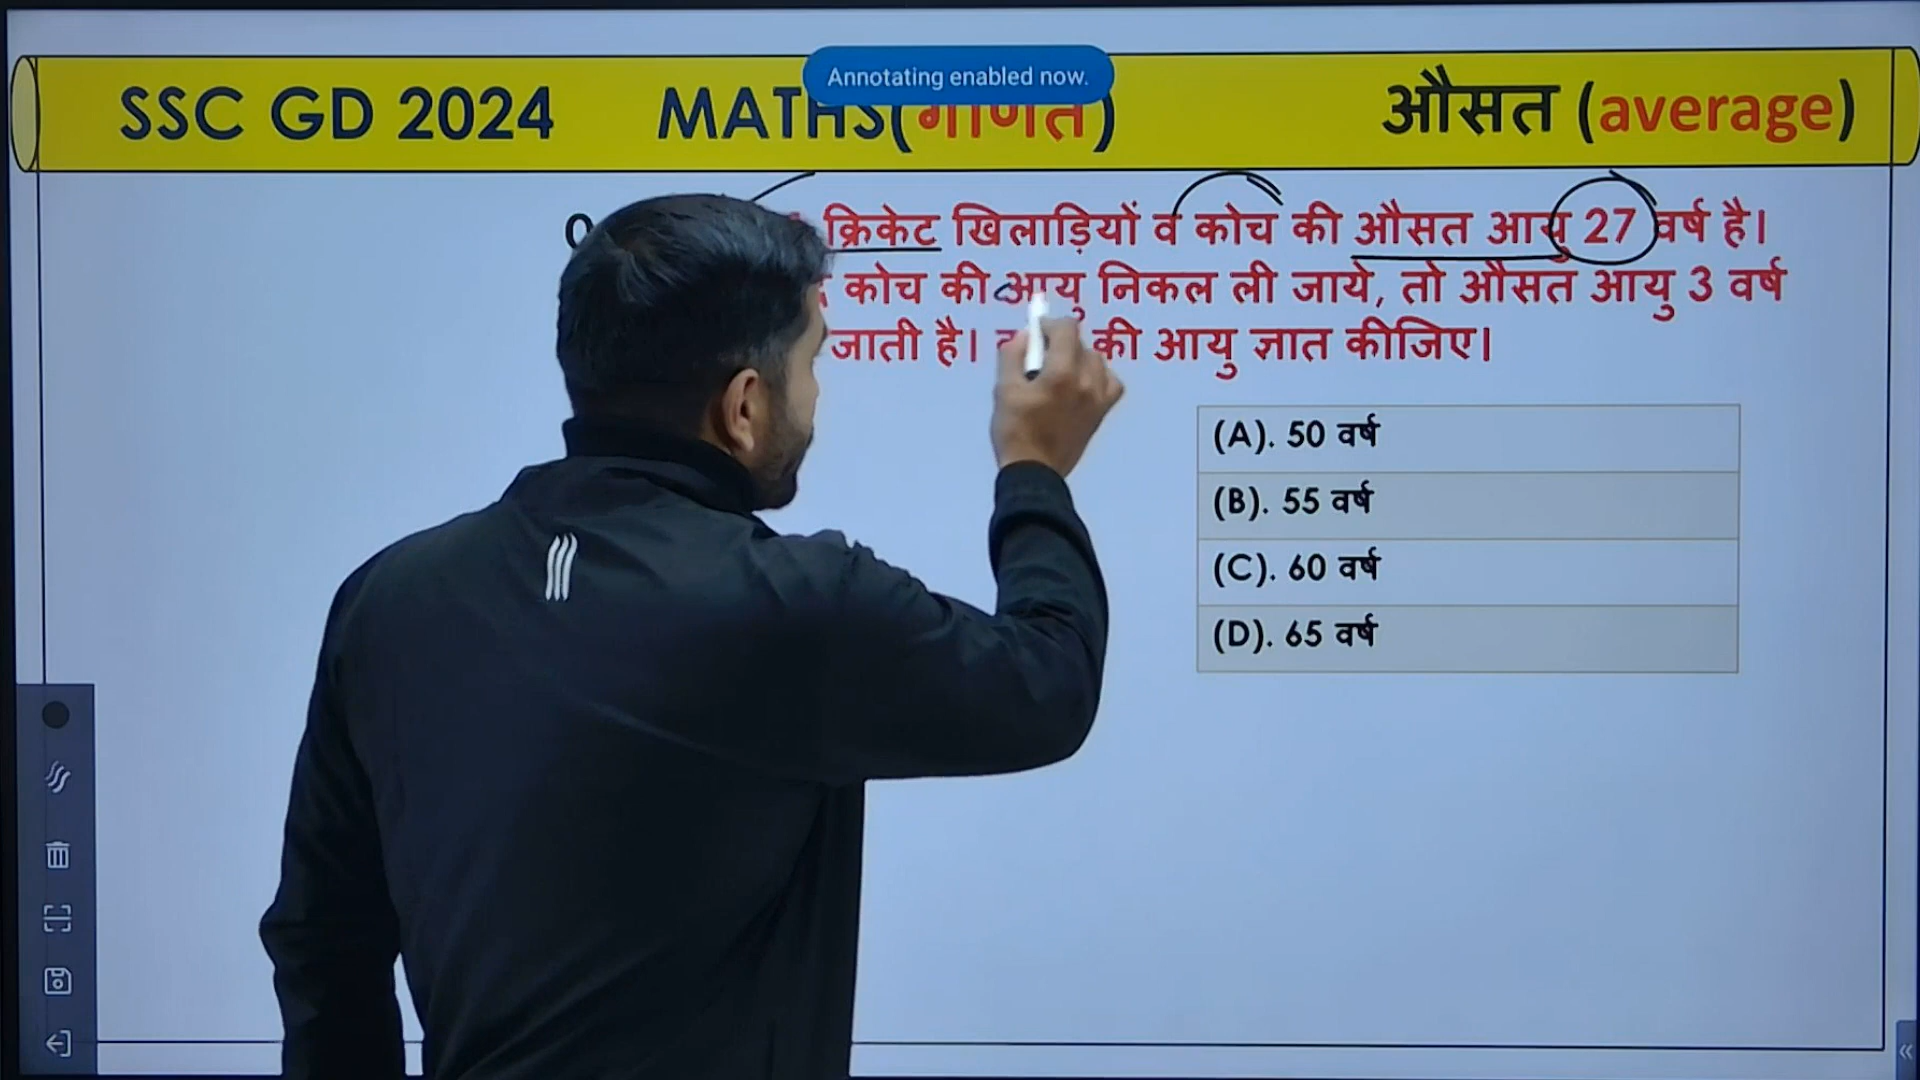 Annotating enabled now.
SSC GD 2024 MATHS(गणित) औसत (average)
क्रिकेट खिलाड़ियों व कोच की औसत आयु 27 वर्ष है।
कोच की आयु निकल ली जाये, तो औसत आयु 3 वर्ष
जाती है। की आयु ज्ञात कीजिए।
(A). 50 वर्ष
(B). 55 वर्ष
(C). 60 वर्ष
(D). 65 वर्ष